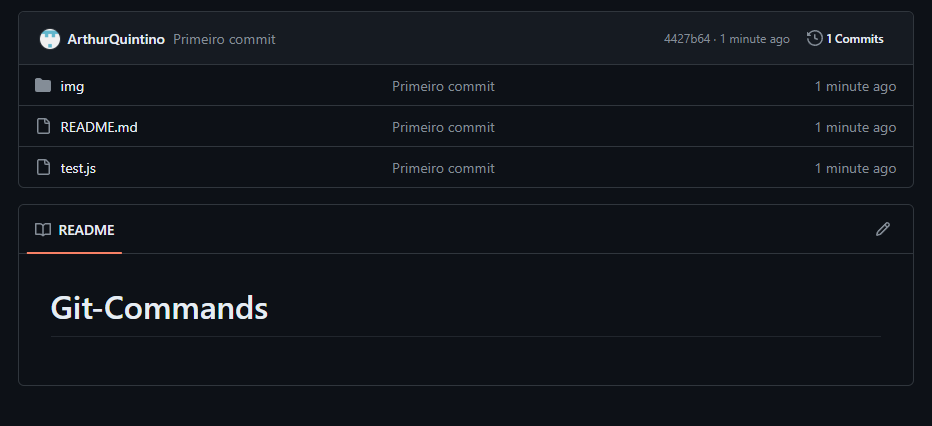 ArthurQuintino Primeiro commit 4427b64 · 1 minute ago 1 Commits
img Primeiro commit 1 minute ago
README.md Primeiro commit 1 minute ago
test.js Primeiro commit 1 minute ago
README
Git-Commands